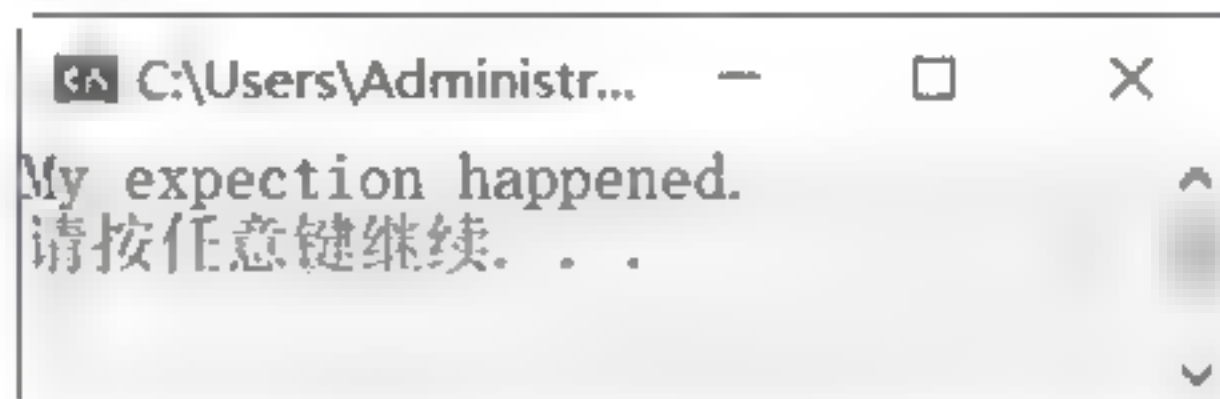 C:\Users\Administr...
My expection happened.
请按任意键继续. . .